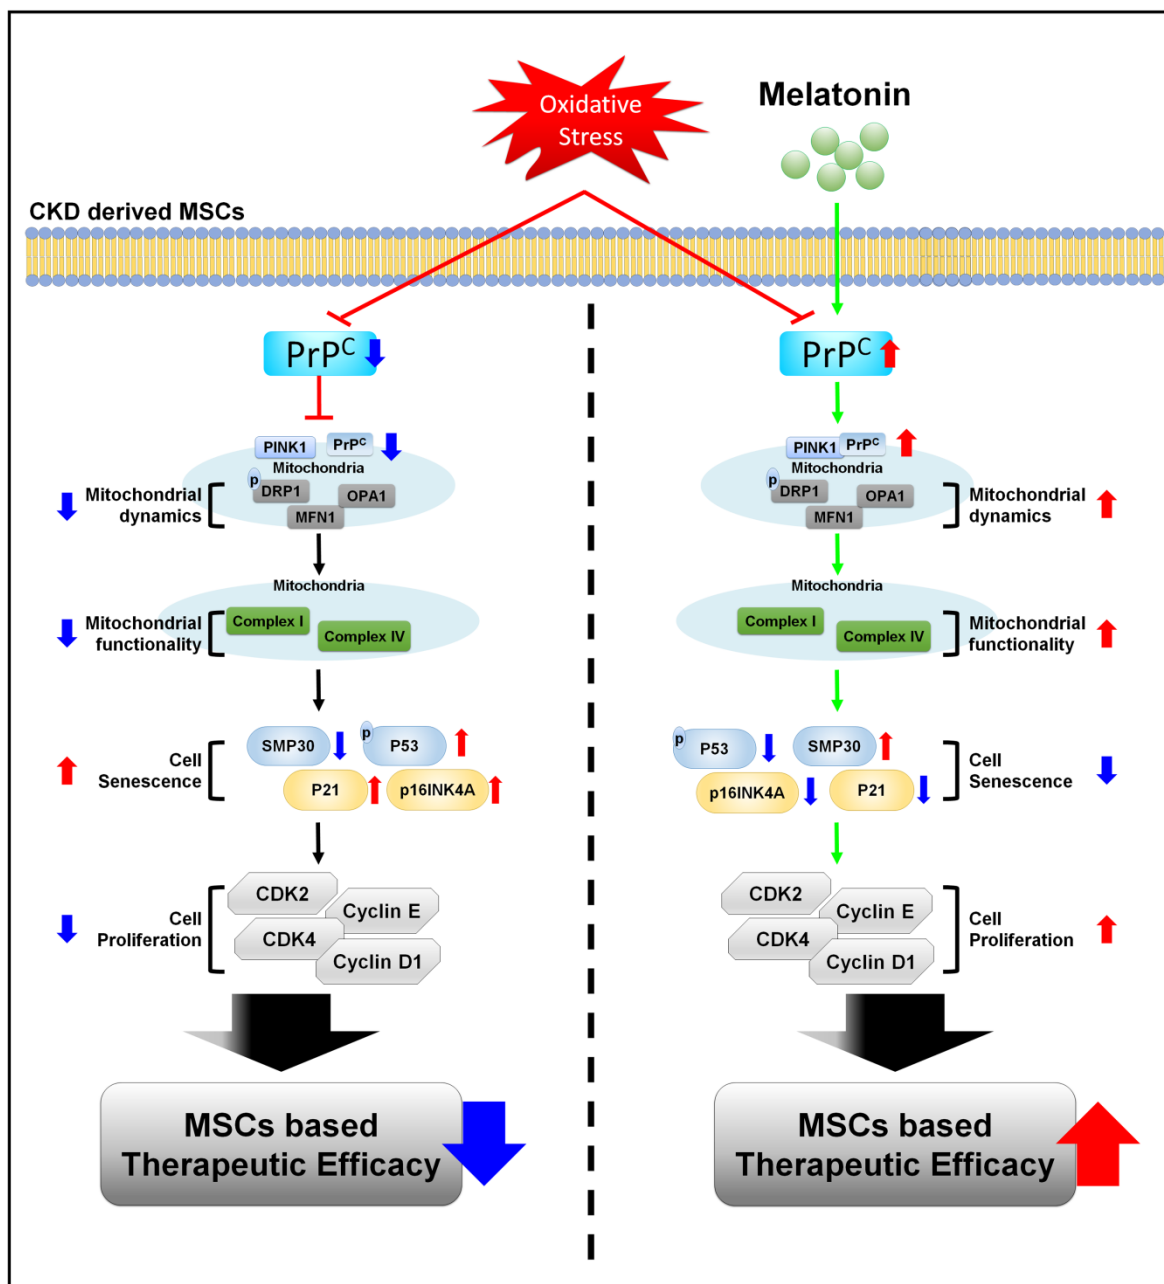 Oxidative
Stress
Melatonin
CKD derived MSCs
PrPC
PINK1
PrPC
Mitochondria
p
DRP1
OPA1
MFN1
Mitochondrial
dynamics
Mitochondria
Complex I
Complex IV
Mitochondrial
functionality
SMP30
p
P53
P21
p16INK4A
Cell
Senescence
CDK2
Cyclin E
CDK4
Cyclin D1
Cell
Proliferation
MSCs based
Therapeutic Efficacy
PrPC
PINK1
PrPC
Mitochondria
p
DRP1
OPA1
MFN1
Mitochondrial
dynamics
Mitochondria
Complex I
Complex IV
Mitochondrial
functionality
p
P53
SMP30
p16INK4A
P21
Cell
Senescence
CDK2
Cyclin E
CDK4
Cyclin D1
Cell
Proliferation
MSCs based
Therapeutic Efficacy